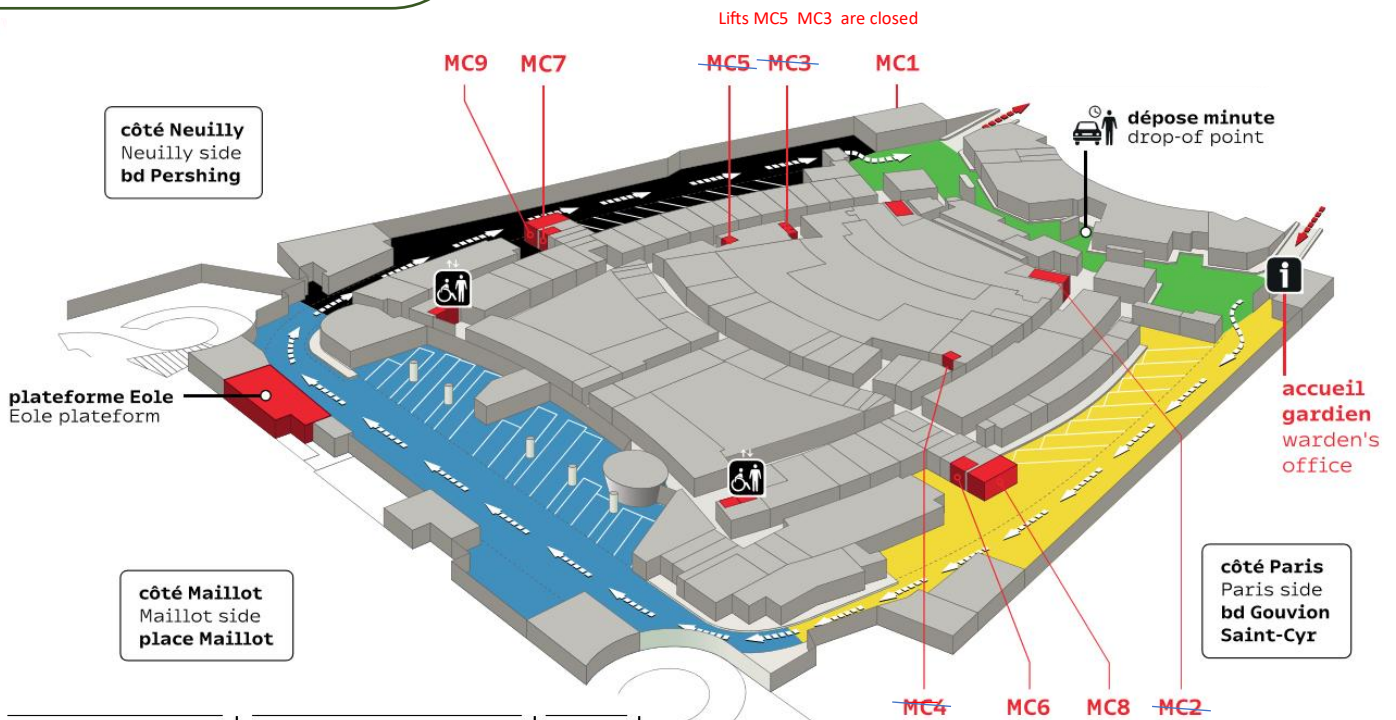 Lifts MC5 MC3 are closed
MC9 MC7 MC5 MC3 MC1
côté Neuilly
Neuilly side
bd Pershing
dépose minute
drop-of point
plateforme Eole
Eole plateform
i
accueil
gardien
warden's
office
côté Maillot
Maillot side
place Maillot
côté Paris
Paris side
bd Gouvion
Saint-Cyr
MC4 MC6 MC8 MC2